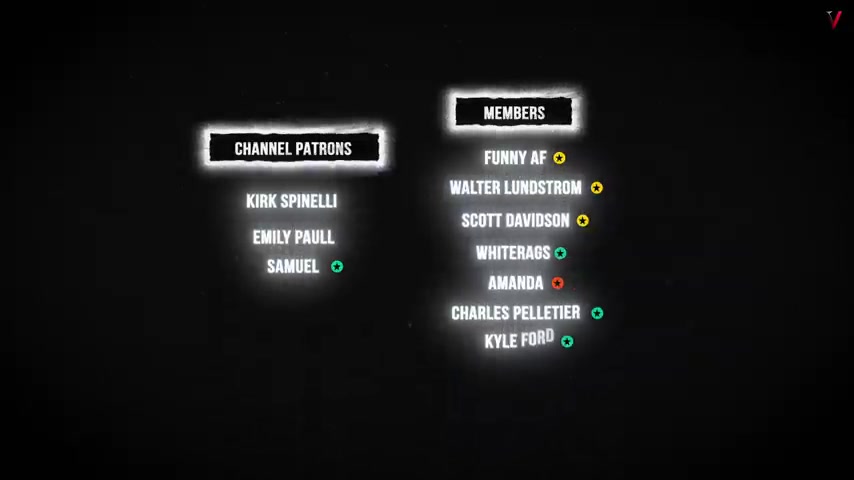 CHANNEL PATRONS
KIRK SPINELLI
EMILY PAULL
SAMUEL
MEMBERS
FUNNY AF
WALTER LUNDSTROM
SCOTT DAVIDSON
WHITERAGS
AMANDA
CHARLES PELLETIER
KYLE FORD
V